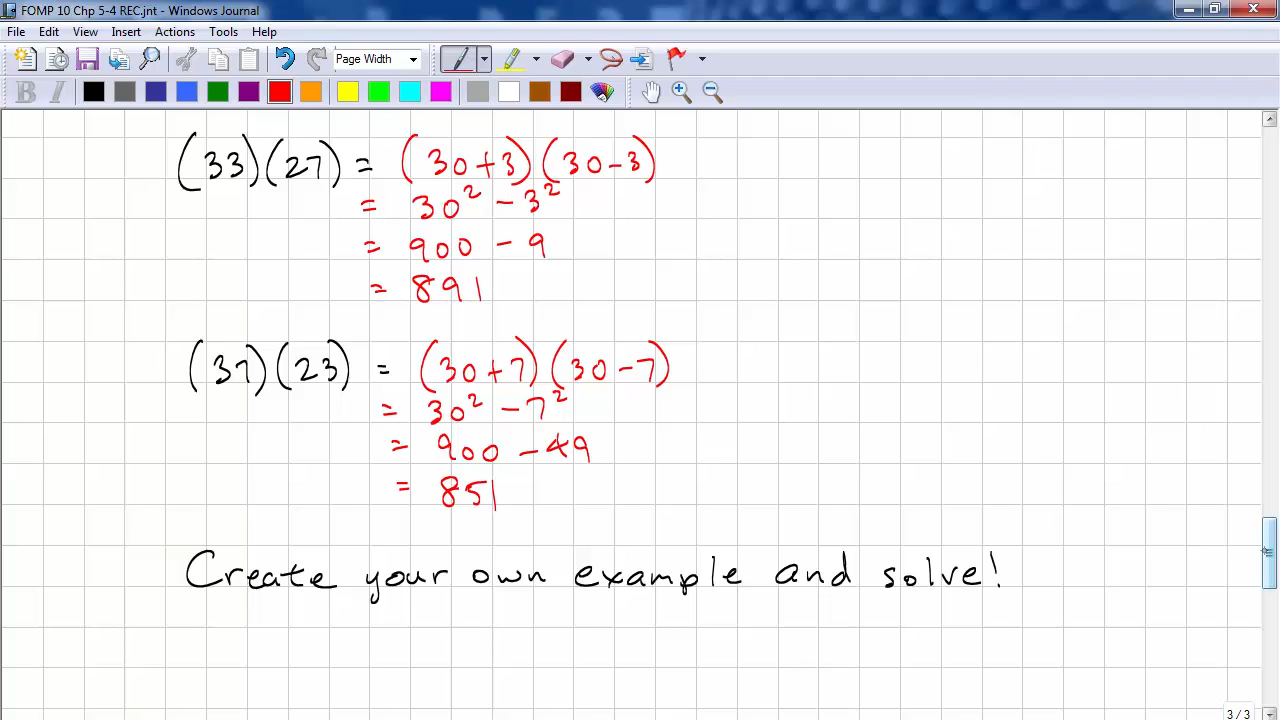 FOMP 10 Chp 5-4 REC.jnt - Windows Journal
File Edit View Insert Actions Tools Help
Page Width
B I
(33)(27) = (30+3)(30-3)
= 30² - 3²
= 900 - 9
= 891
(37)(23) = (30+7)(30-7)
= 30² - 7²
= 900 - 49
= 851
Create your own example and solve!
3/3